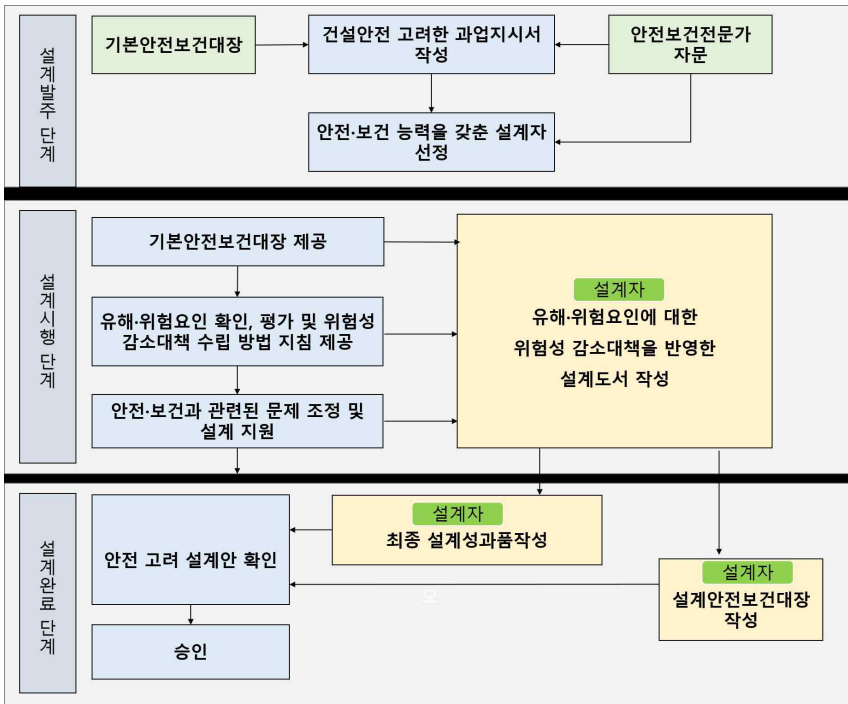 설계발주 단계
기본안전보건대장
건설안전 고려한 과업지시서
작성
안전보건전문가
자문
안전·보건 능력을 갖춘 설계자
선정
설계시행 단계
기본안전보건대장 제공
유해·위험요인 확인, 평가 및 위험성
감소대책 수립 방법 지침 제공
안전·보건과 관련된 문제 조정 및
설계 지원
설계자
유해·위험요인에 대한
위험성 감소대책을 반영한
설계도서 작성
설계완료 단계
안전 고려 설계안 확인
승인
설계자
최종 설계성과품작성
설계자
설계안전보건대장
작성
오